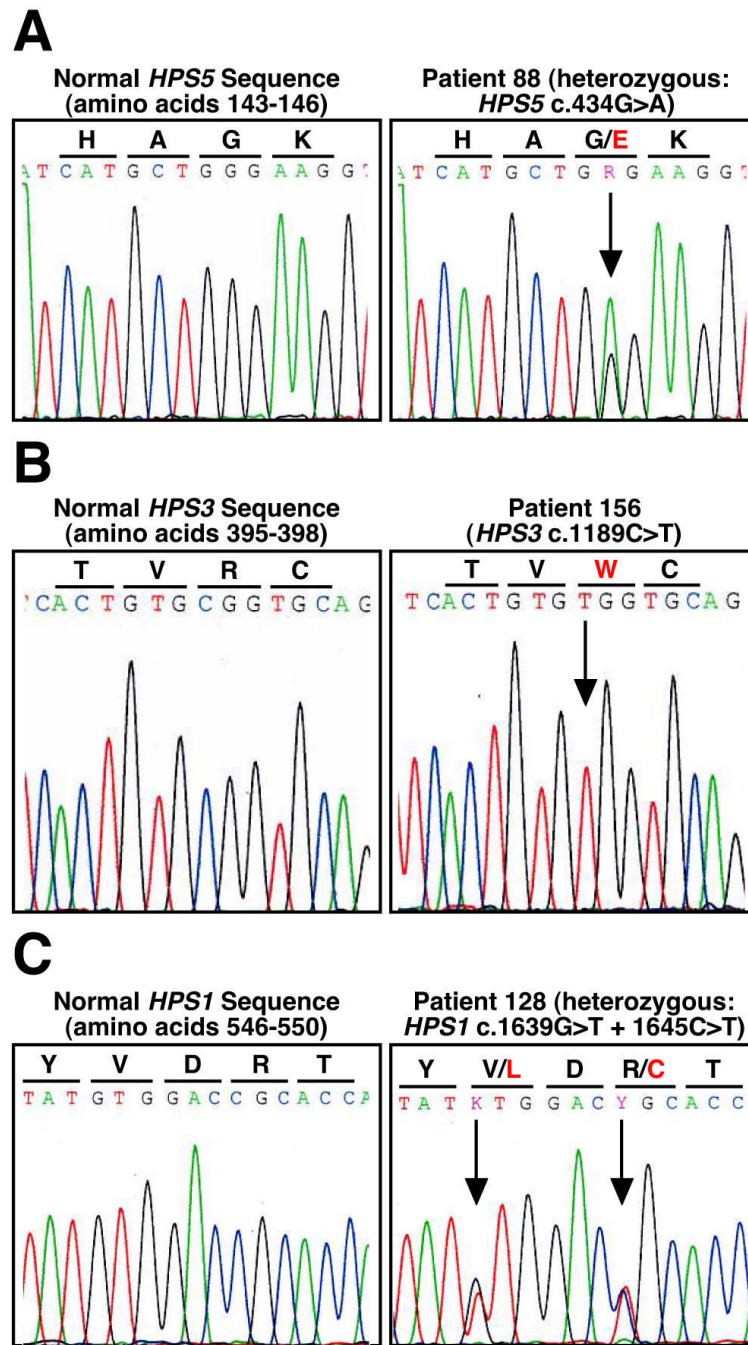 A
Normal HPS5 Sequence
(amino acids 143-146)
H A G K
A T C A T G C T G G G A A G G T
Patient 88 (heterozygous:
HPS5 c.434G>A)
H A G/E K
A T C A T G C T G R G A A G G T
B
Normal HPS3 Sequence
(amino acids 395-398)
T V R C
C A C T G T G C G G T G C A G
Patient 156
(HPS3 c.1189C>T)
T V W C
T C A C T G T G T G G T G C A G
C
Normal HPS1 Sequence
(amino acids 546-550)
Y V D R T
T A T G T G G A C C G C A C C A
Patient 128 (heterozygous:
HPS1 c.1639G>T + 1645C>T)
Y V/L D R/C T
T A T K T G G A C Y G C A C C